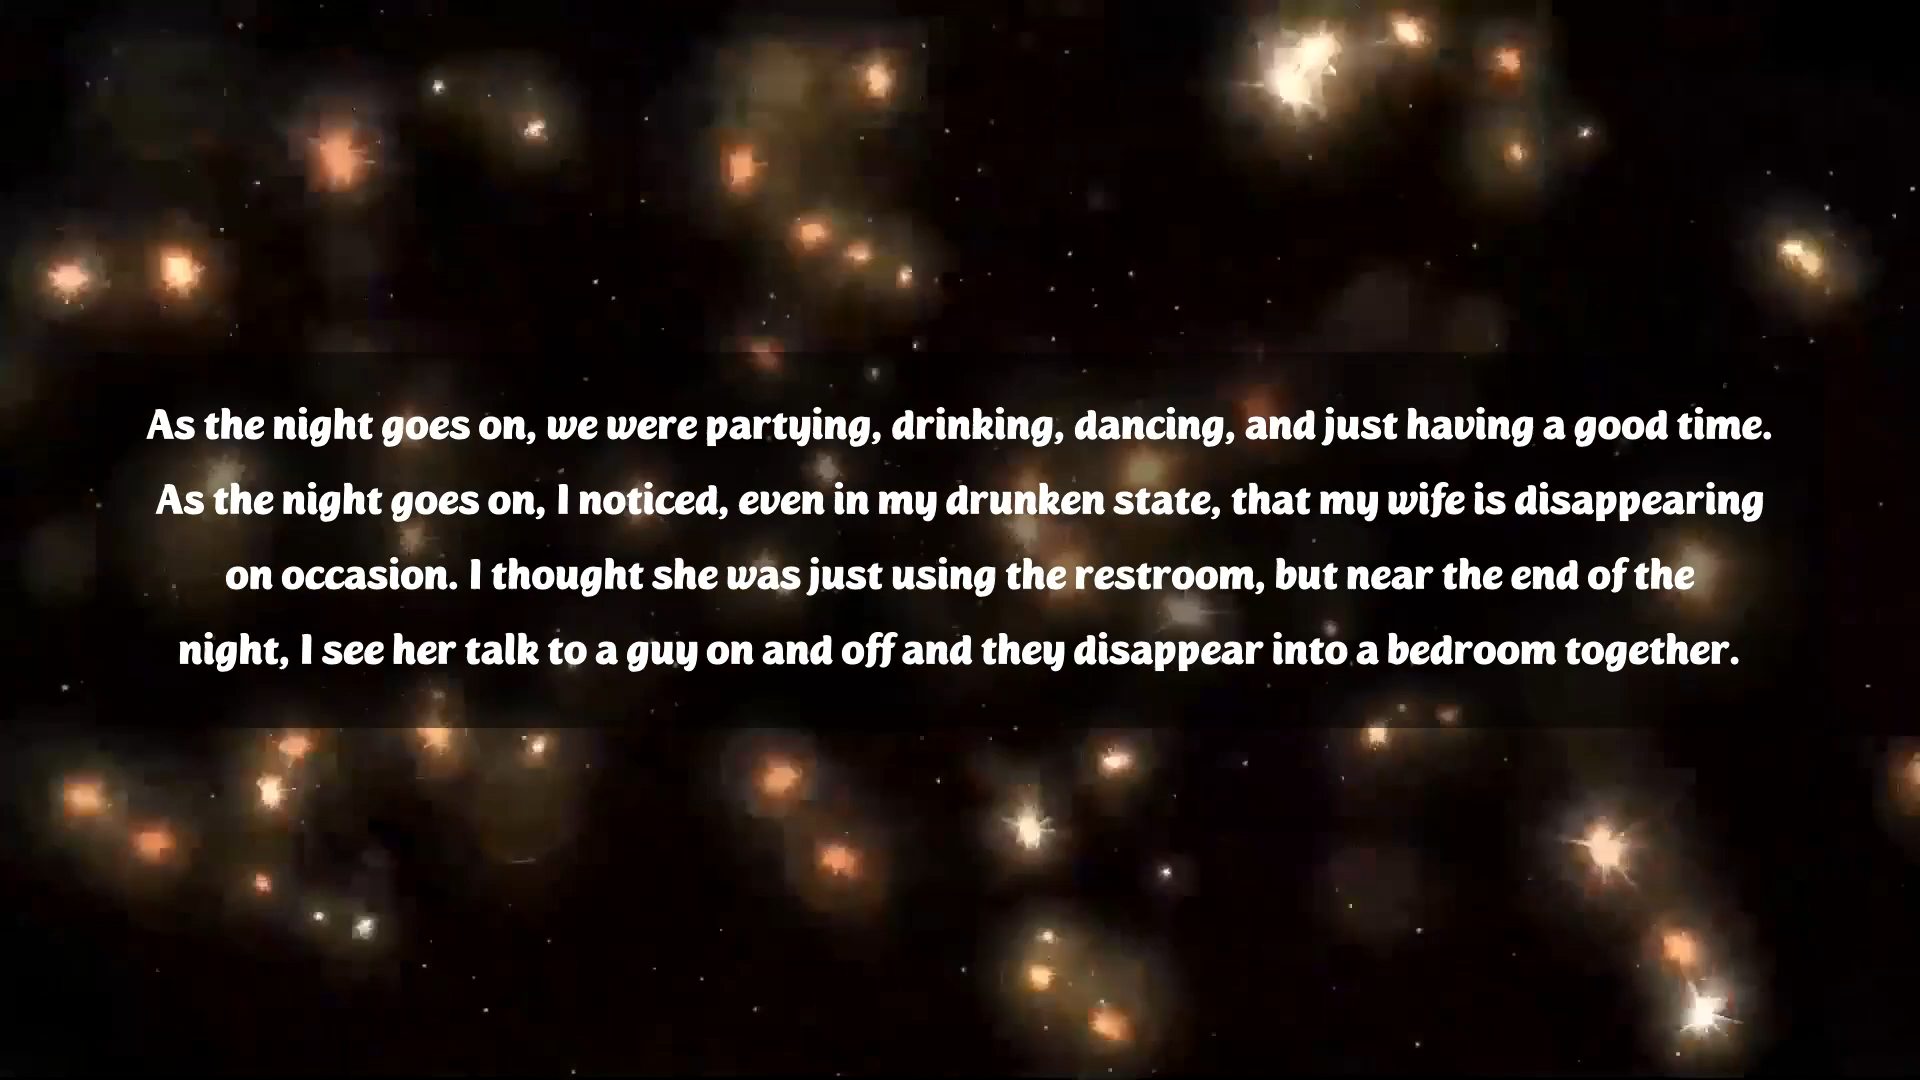 As the night goes on, we were partying, drinking, dancing, and just having a good time.
As the night goes on, I noticed, even in my drunken state, that my wife is disappearing
on occasion. I thought she was just using the restroom, but near the end of the
night, I see her talk to a guy on and off and they disappear into a bedroom together.